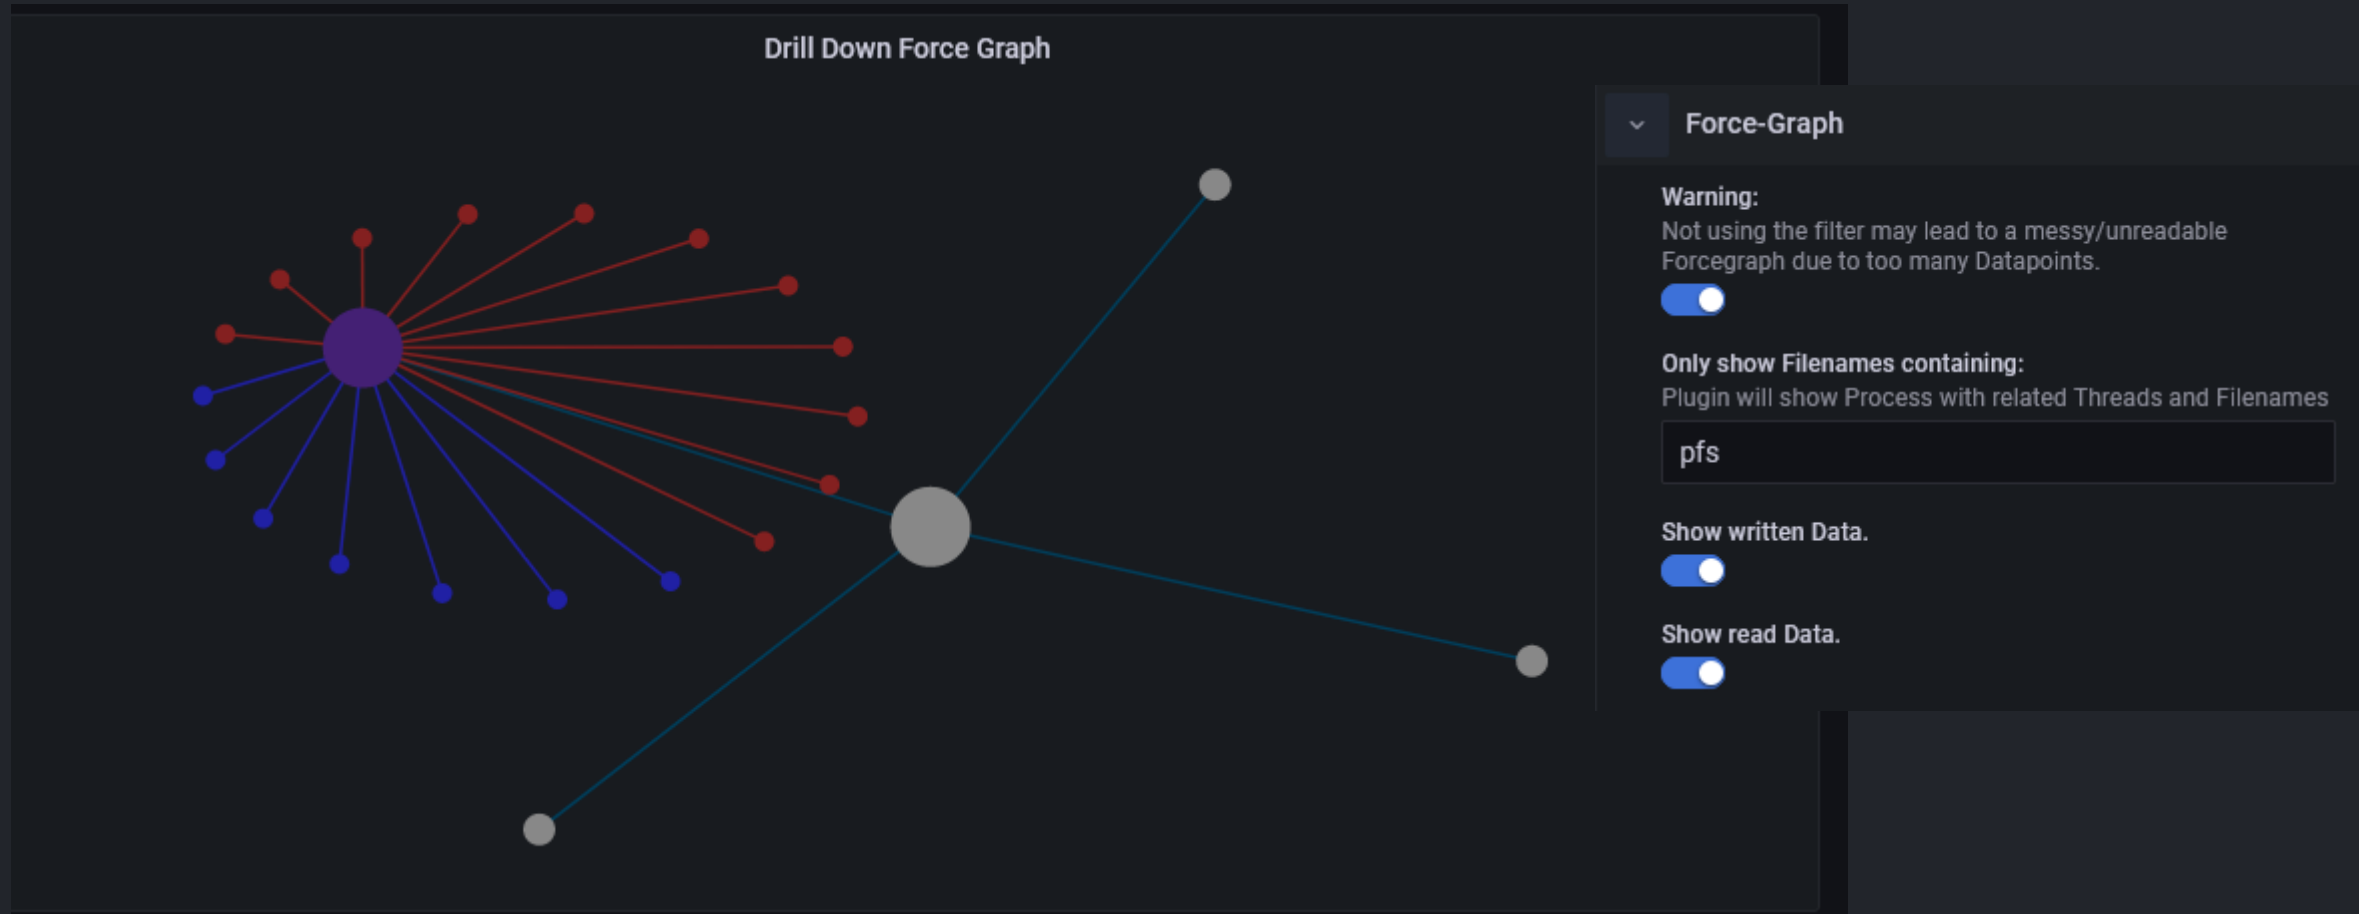 Drill Down Force Graph
Force-Graph
Warning:
Not using the filter may lead to a messy/unreadable
Forcegraph due to too many Datapoints.
Only show Filenames containing:
Plugin will show Process with related Threads and Filenames
pfs
Show written Data.
Show read Data.